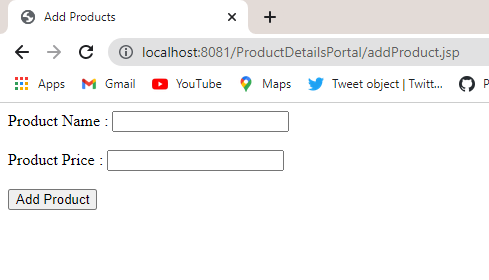 Add Products
localhost:8081/ProductDetailsPortal/addProduct.jsp
Apps Gmail YouTube Maps Tweet object | Twitt...
Product Name :
Product Price :
Add Product